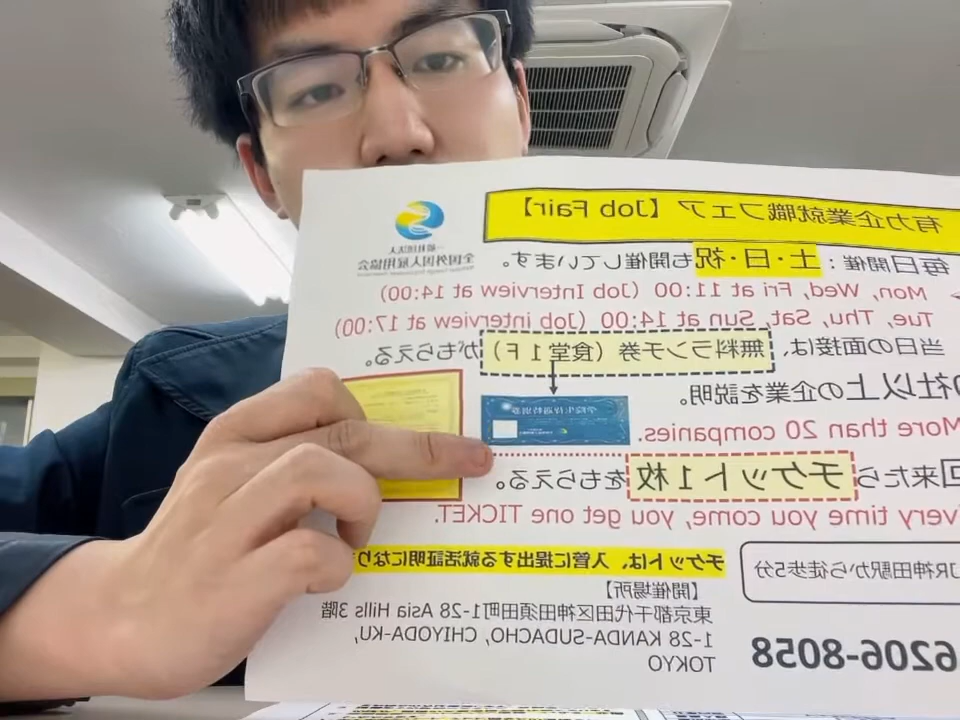 一般社団法人
全国外国人雇用協会
有力企業就職フェア【Job Fair】
毎日開催：土・日・祝も開催しています。
Mon, Wed, Fri at 11:00 (Job Interview at 14:00)
Tue, Thu, Sat, Sun at 14:00 (Job interview at 17:00)
当日の面接は、無料ランチ券（食堂１F）がもらえる。
社以上の企業を説明。
More than 20 companies.
回来たらチケット１枚をもらえる。
Every time you come, you get one TICKET.
チケットは、入管に提出する就活証明になり
【開催場所】
東京都千代田区神田須田町1-28 Asia Hills 3階
1-28 KANDA-SUDACHO, CHIYODA-KU,
TOKYO
JR神田駅から徒歩5分
6206-8058